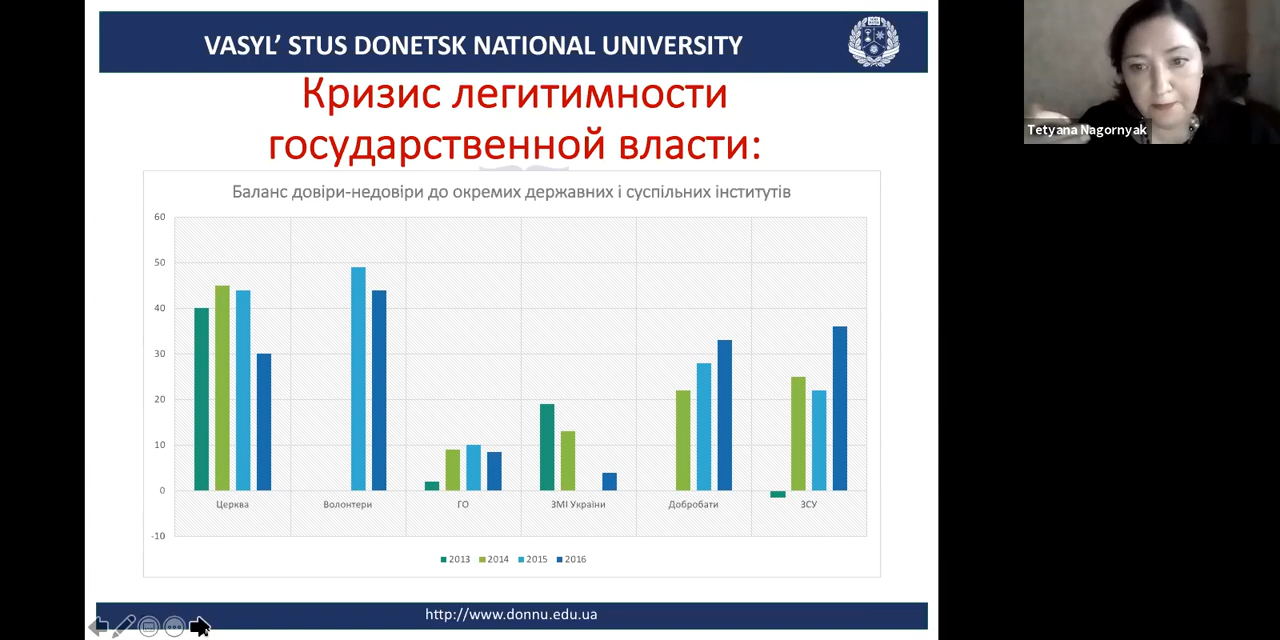 VASYL’ STUS DONETSK NATIONAL UNIVERSITY
Кризис легитимности
государственной власти:
Tetyana Nagornyak
Баланс довіри-недовіри до окремих державних і суспільних інститутів
60
50
40
30
20
10
0
-10
Церква
Волонтери
ГО
ЗМІ України
Добробати
ЗСУ
2013 2014 2015 2016
http://www.donnu.edu.ua